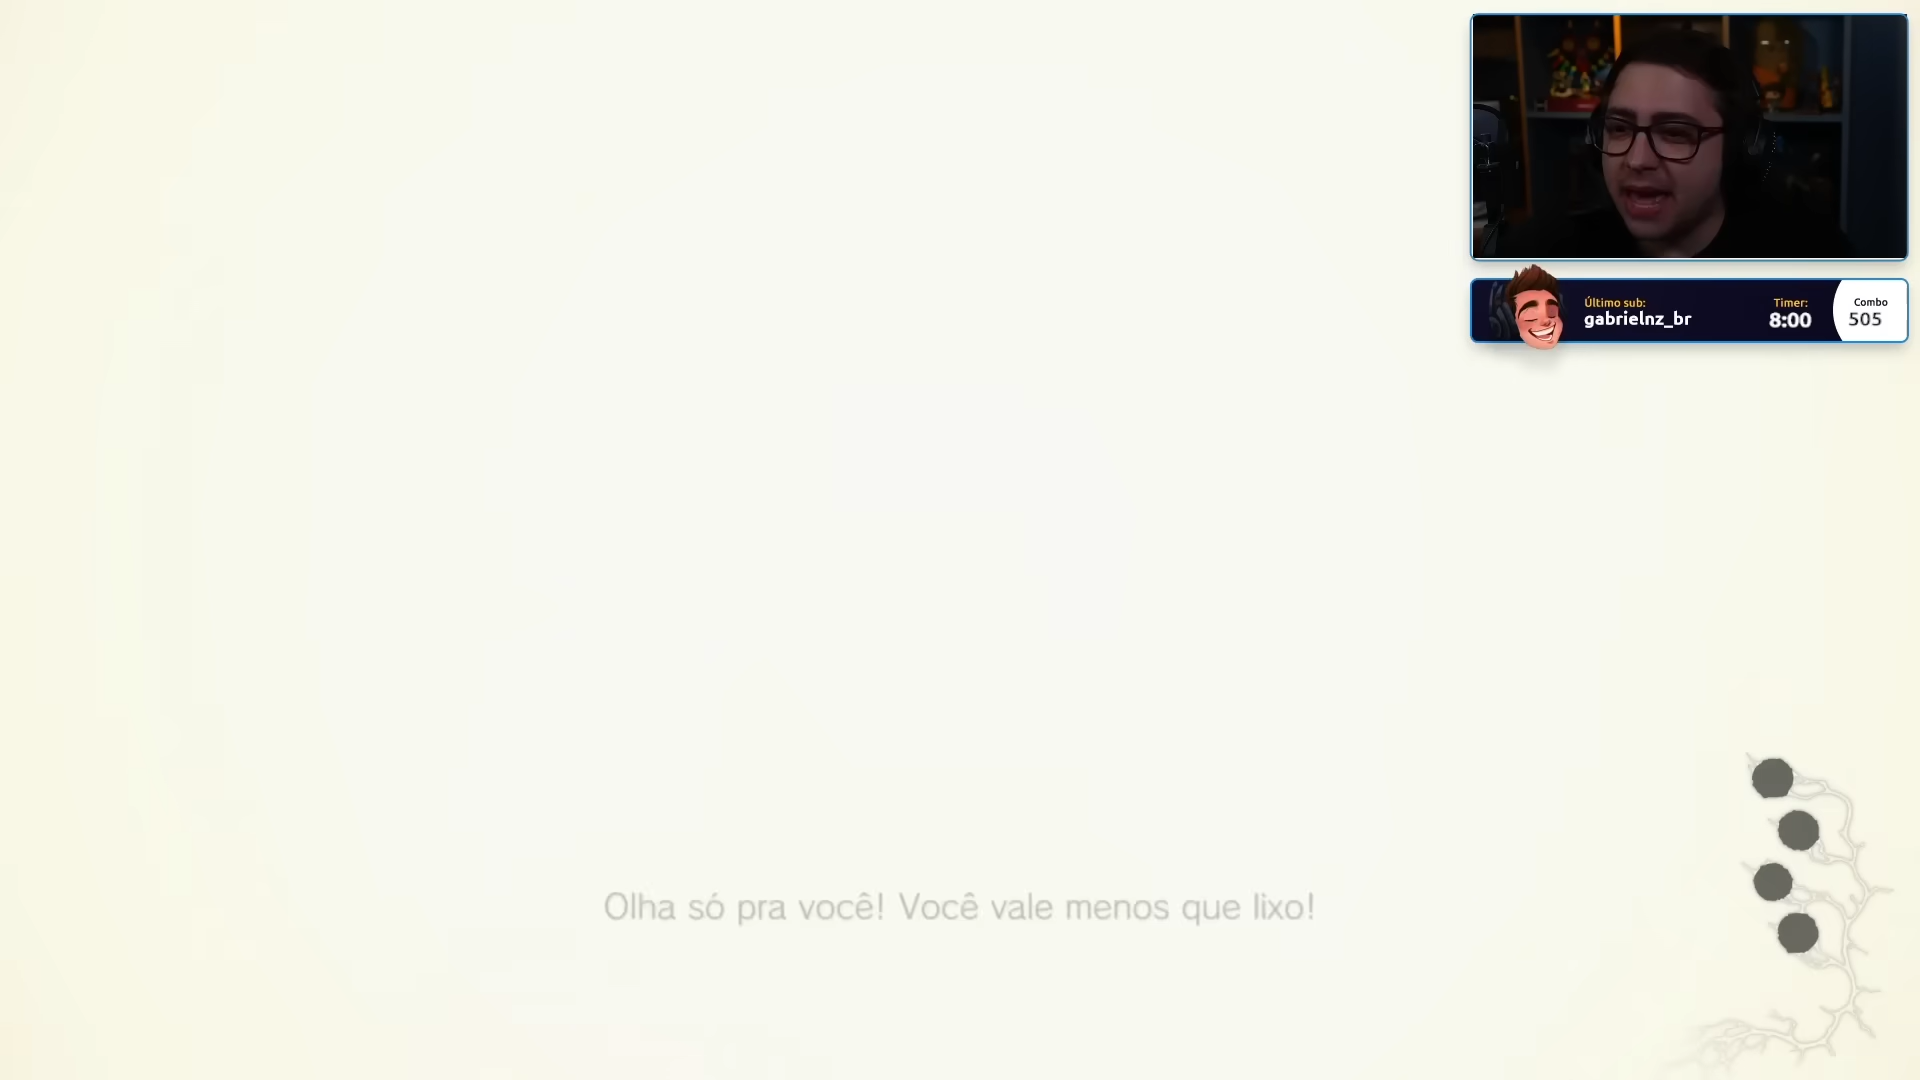 Último sub:
gabrielnz_br
Timer:
8:00
Combo
505
Olha só pra você! Você vale menos que lixo!